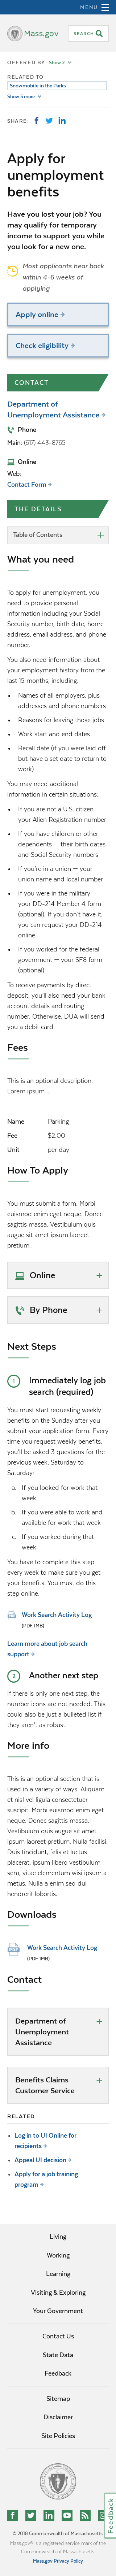 MENU
Mass.gov
SEARCH
OFFERED BY Show 2
RELATED TO
Snowmobile in the Parks
Show 5 more
SHARE:
Apply for
unemployment
benefits
Have you lost your job? You
may qualify for temporary
income to support you while
you look for a new one.
Most applicants hear back
within 4-6 weeks of
applying
Apply online
Check eligibility
CONTACT
Department of
Unemployment Assistance
Phone
Main: (617) 443-8765
Online
Web:
Contact Form
THE DETAILS
Table of Contents
What you need
To apply for unemployment, you
need to provide personal
information including your Social
Security number, birth date, home
address, email address, and phone
number.
You also need information about
your employment history from the
last 15 months, including:
Names of all employers, plus
addresses and phone numbers
Reasons for leaving those jobs
Work start and end dates
Recall date (if you were laid off
but have a set date to return to
work)
You may need additional
information in certain situations:
If you are not a U.S. citizen —
your Alien Registration number
If you have children or other
dependents — their birth dates
and Social Security numbers
If you're in a union — your
union name and local number
If you were in the military —
your DD-214 Member 4 form
(optional). If you don't have it,
you can request your DD-214
online.
If you worked for the federal
government — your SF8 form
(optional)
To receive payments by direct
deposit, you'll also need your bank
account details and routing
number. Otherwise, DUA will send
you a debit card.
Fees
This is an optional description.
Lorem ipsum ...
Name Parking
Fee $2.00
Unit per day
How To Apply
You must submit a form. Morbi
euismod enim eget congue. Donec
sagittis massa. Vestibulum quis
augue sit amet ipsum laoreet
pretium.
Online
By Phone
Next Steps
1 Immediately log job
search (required)
You must start requesting weekly
benefits the Sunday after you
submit your application form. Every
time you request benefits weekly,
you'll be asked 3 questions for the
previous week, Saturday to
Saturday:
a. If you looked for work that
week
b. If you were able to work and
available for work that week
c. If you worked during that
week
You have to complete this step
every week to make sure you get
your benefits. You must do this
step online.
Work Search Activity Log
(PDF 1MB)
Learn more about job search
support
2 Another next step
If there is only one next step, the
number icon are removed. This
could also just be a bulleted list if
they aren't a vis robust.
More info
This is an optional section that is
useful in a variety of ways. Aliquam
et nisl vel ligula consectetuer
suscipit. Morbi euismod enim eget
neque. Donec sagittis massa.
Vestibulum quis augue sit amet
ipsum laoreet pretium. Nulla facilisi.
Duis tincidunt, felis et luctus
placerat, ipsum libero vestibulum
sem, vitae elementum wisi ipsum a
metus. Nulla a enim sed dui
hendrerit lobortis.
Downloads
Work Search Activity Log
(PDF 1MB)
Contact
Department of
Unemployment
Assistance
Benefits Claims
Customer Service
RELATED
Log in to UI Online for
recipients
Appeal UI decision
Apply for a job training
program
Living
Working
Learning
Visiting & Exploring
Your Government
Contact Us
State Data
Feedback
Sitemap
Disclaimer
Site Policies
Feedback
© 2018 Commonwealth of Massachusetts.
Mass.gov® is a registered service mark of the
Commonwealth of Massachusetts.
Mass.gov Privacy Policy